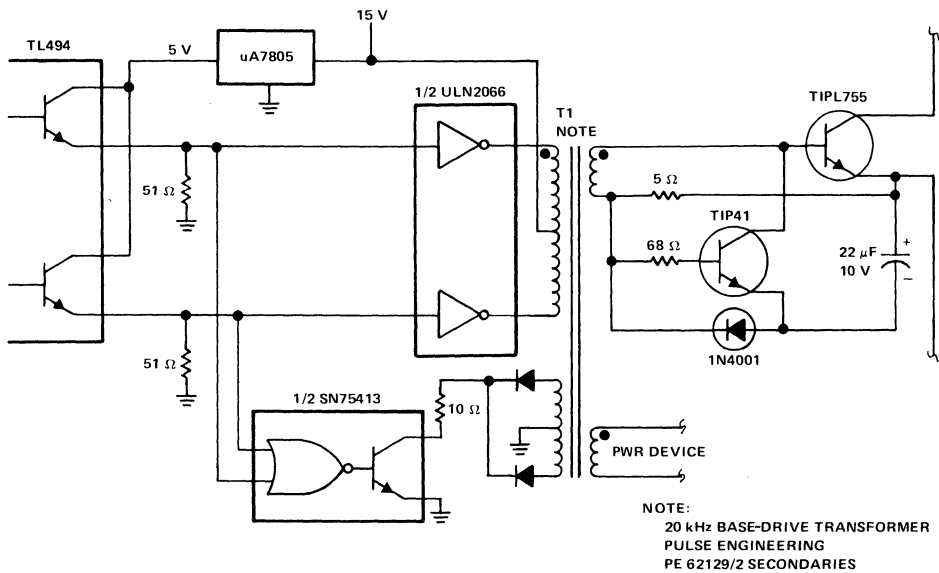 TL494
5 V
uA7805
15 V
1/2 ULN2066
T1
NOTE
TIPL755
51 Ω
5 Ω
TIP41
68 Ω
22 μF
10 V
+
−
1N4001
51 Ω
1/2 SN75413
10 Ω
PWR DEVICE
NOTE:
20 kHz BASE-DRIVE TRANSFORMER
PULSE ENGINEERING
PE 62129/2 SECONDARIES